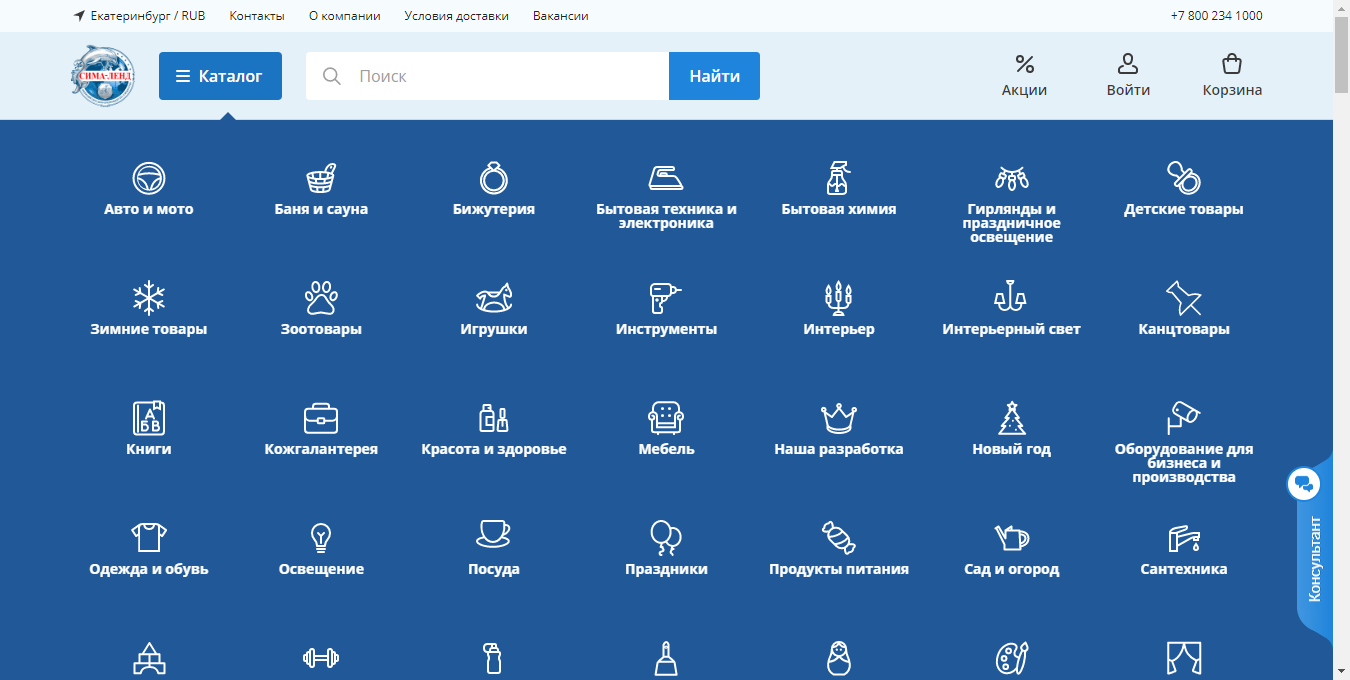 Екатеринбург / RUB Контакты О компании Условия доставки Вакансии +7 800 234 1000
СИМА-ЛЕНД Каталог Поиск Найти Акции Войти Корзина
Авто и мото Баня и сауна Бижутерия Бытовая техника и электроника Бытовая химия Гирлянды и праздничное освещение Детские товары
Зимние товары Зоотовары Игрушки Инструменты Интерьер Интерьерный свет Канцтовары
А
БВ
Книги Кожгалантерея Красота и здоровье Мебель Наша разработка Новый год Оборудование для бизнеса и производства
Одежда и обувь Освещение Посуда Праздники Продукты питания Сад и огород Сантехника
Консультант